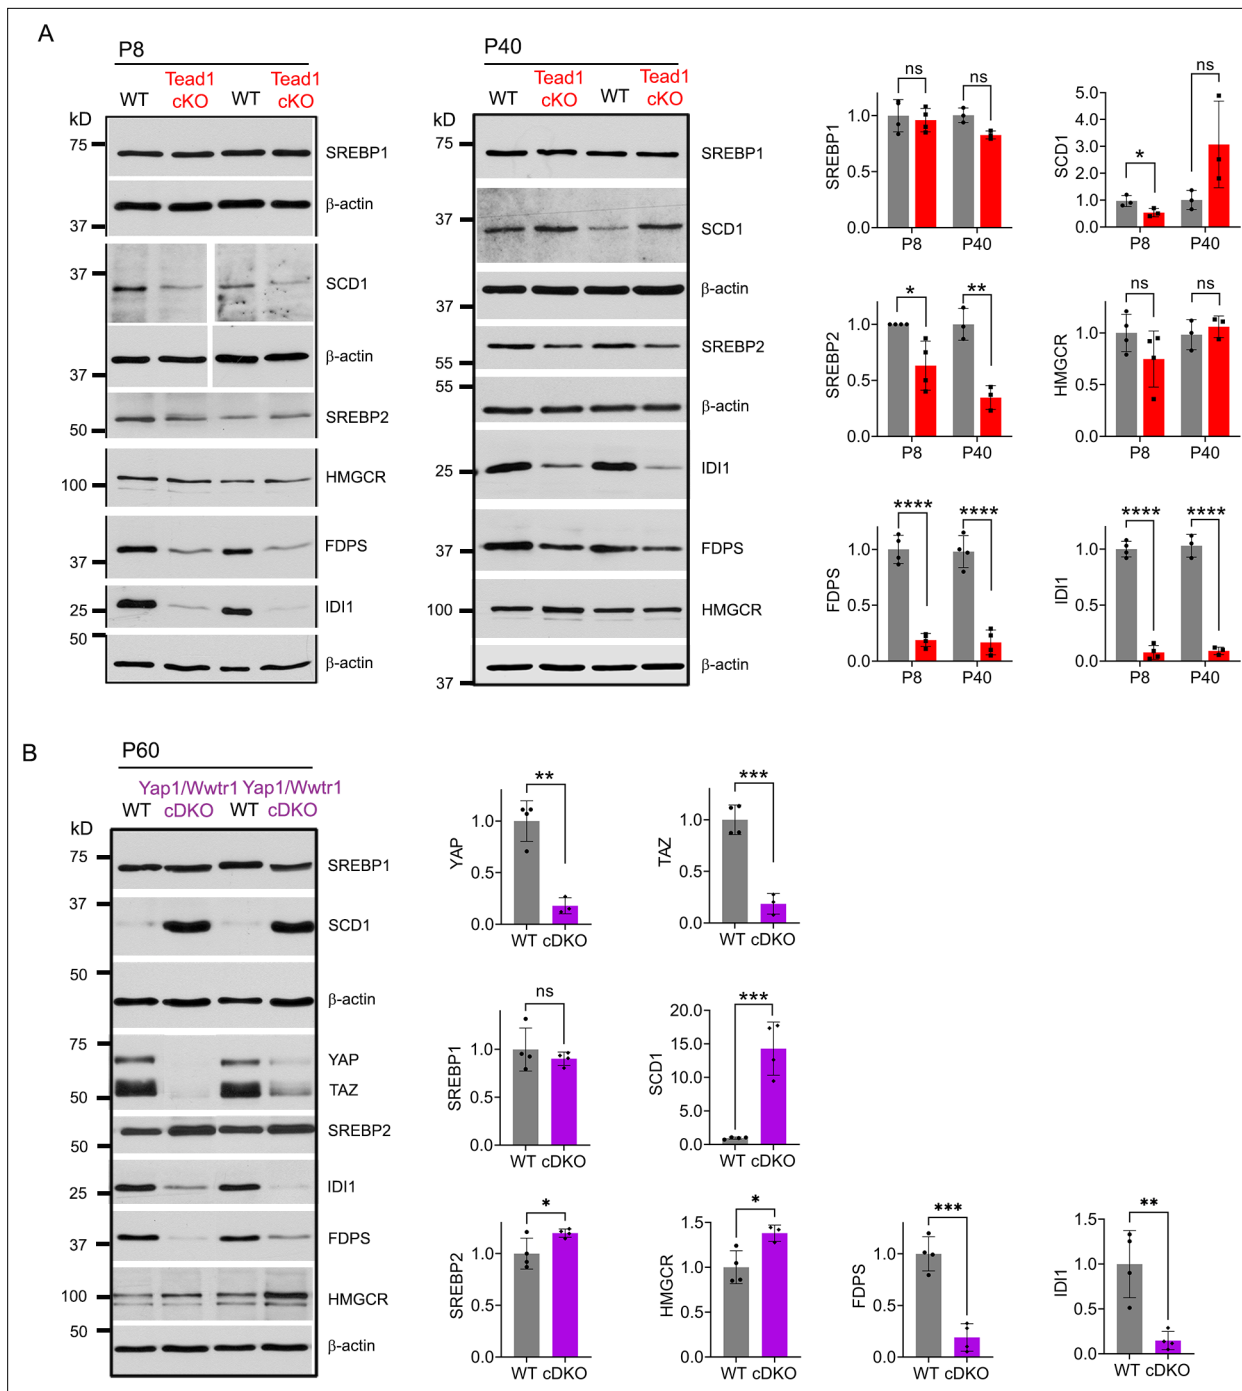 A
P8
Tead1 Tead1
WT cKO WT cKO
kD
75
SREBP1
β-actin
37
37
SCD1
β-actin
37
SREBP2
50
HMGCR
100
FDPS
37
IDI1
25
50
β-actin
P40
Tead1 Tead1
WT cKO WT cKO
kD
75
SREBP1
37
SCD1
β-actin
37
SREBP2
55
55
β-actin
IDI1
25
FDPS
37
100
HMGCR
β-actin
37
ns ns
SREBP1
1.0
0.5
0.0
P8 P40
ns
*
SCD1
5.0
4.0
3.0
2.0
1.0
0.0
P8 P40
* **
SREBP2
1.0
0.5
0.0
P8 P40
ns ns
HMGCR
1.5
1.0
0.5
0.0
P8 P40
**** ****
FDPS
1.0
0.5
0.0
P8 P40
**** ****
IDI1
1.0
0.5
0.0
P8 P40
B
P60
Yap1/Wwtr1 Yap1/Wwtr1
WT cDKO WT cDKO
kD
75
SREBP1
37
SCD1
50
β-actin
75
YAP
TAZ
50
SREBP2
50
IDI1
25
FDPS
37
100
HMGCR
50
β-actin
**
YAP
1.0
0.5
0.0
WT cDKO
***
TAZ
1.0
0.5
0.0
WT cDKO
ns
SREBP1
1.0
0.5
0.0
WT cDKO
***
SCD1
20.0
15.0
10.0
5.0
0.0
WT cDKO
*
SREBP2
1.0
0.5
0.0
WT cDKO
*
HMGCR
1.5
1.0
0.5
0.0
WT cDKO
***
FDPS
1.0
0.5
0.0
WT cDKO
**
IDI1
1.5
1.0
0.5
0.0
WT cDKO